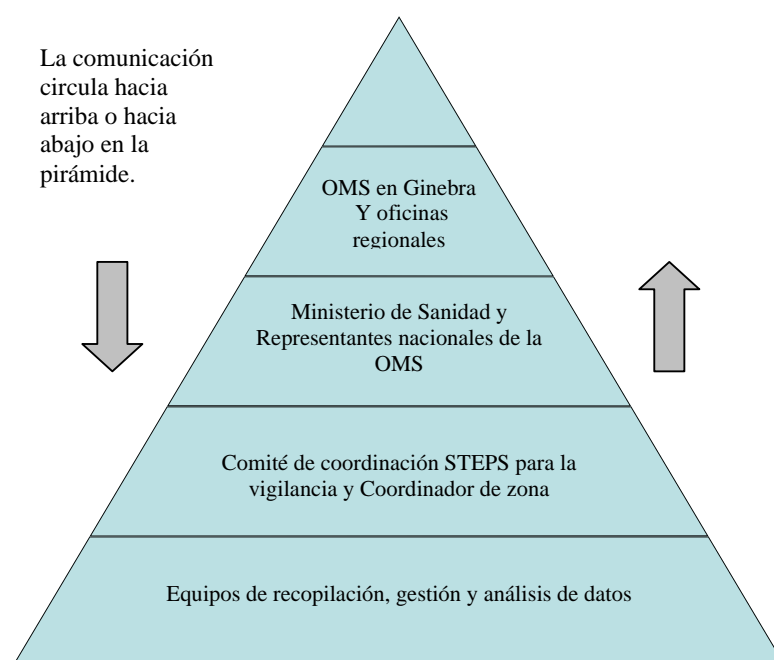 La comunicación
circula hacia
arriba o hacia
abajo en la
pirámide.
OMS en Ginebra
Y oficinas
regionales
Ministerio de Sanidad y
Representantes nacionales de la
OMS
Comité de coordinación STEPS para la
vigilancia y Coordinador de zona
Equipos de recopilación, gestión y análisis de datos